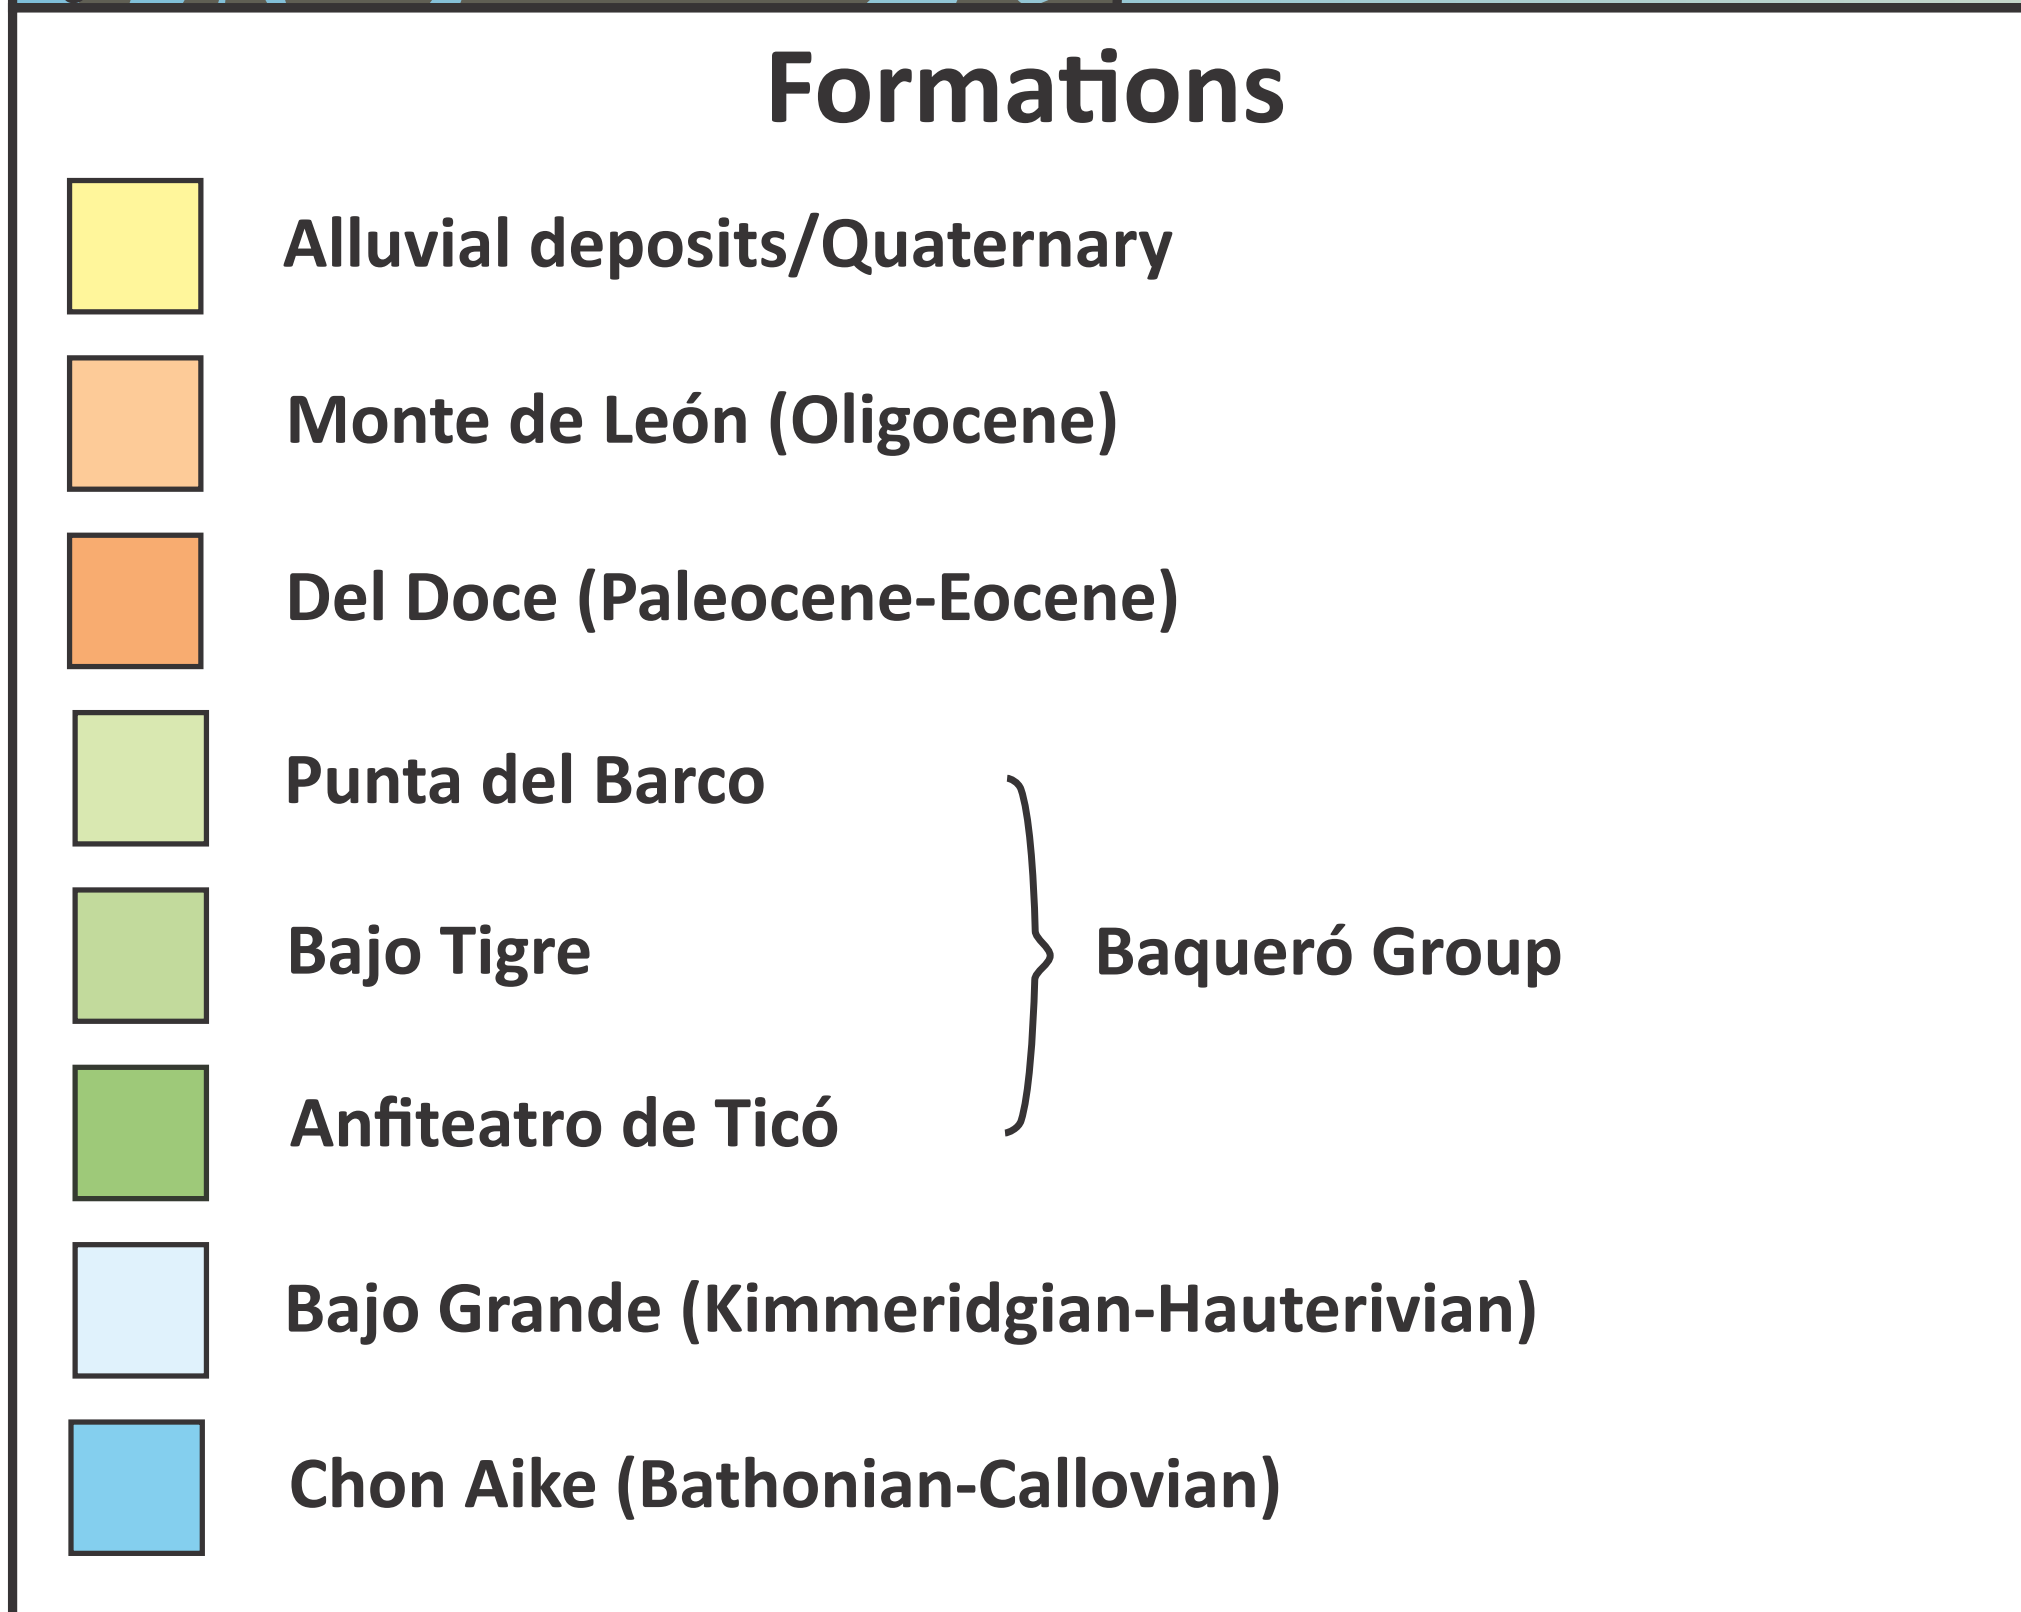 Formations
Alluvial deposits/Quaternary
Monte de León (Oligocene)
Del Doce (Paleocene-Eocene)
Punta del Barco
Bajo Tigre
Baqueró Group
Anfiteatro de Ticó
Bajo Grande (Kimmeridgian-Hauterivian)
Chon Aike (Bathonian-Callovian)